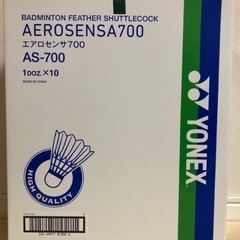 BADMINTON FEATHER SHUTTLECOCK
AEROSENSA700
エアロセンサ700
AS-700
1DOZ.×10
MADE IN CHINA
YONEX
HIGH QUALITY